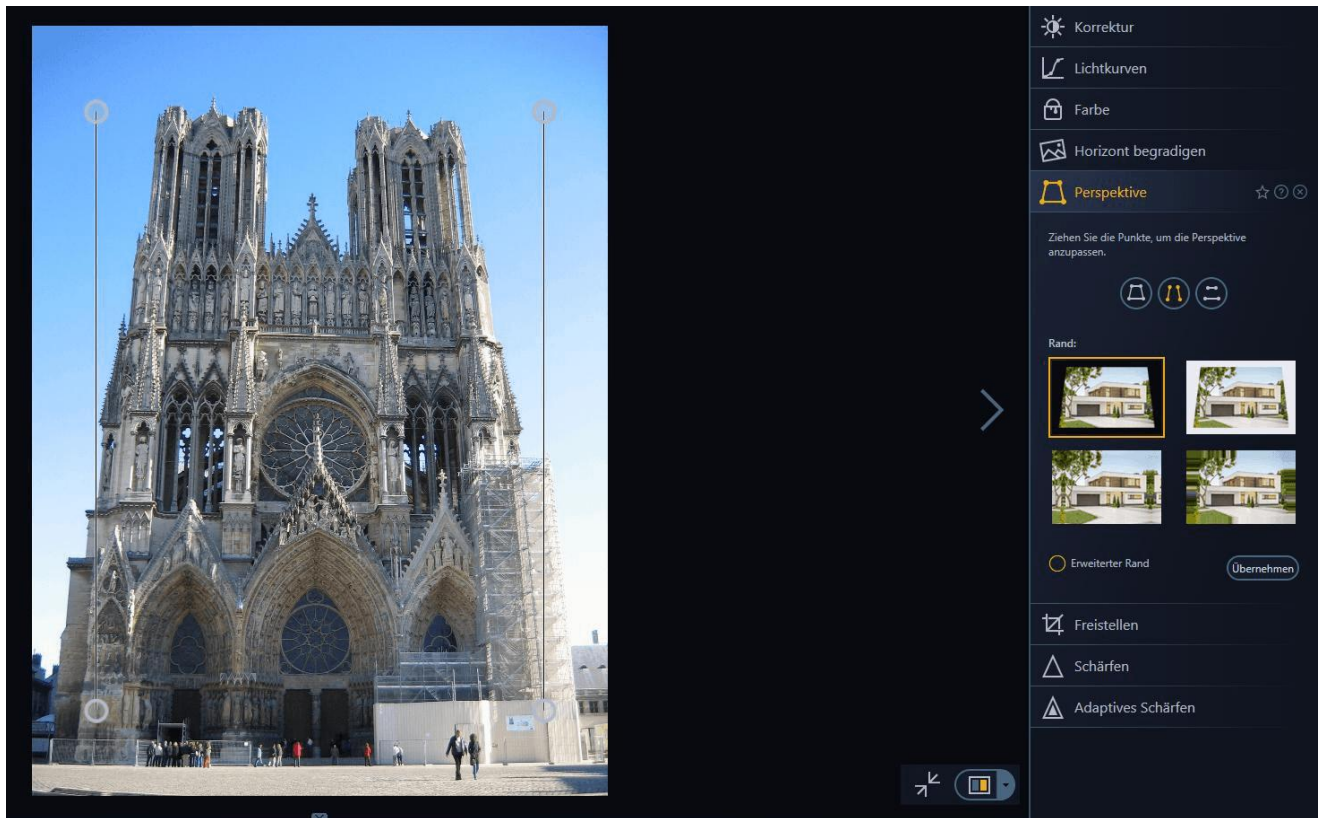 Korrektur
Lichtkurven
Farbe
Horizont begradigen
Perspektive
Ziehen Sie die Punkte, um die Perspektive
anzupassen.
Rand:
Erweiterter Rand
Übernehmen
Freistellen
Schärfen
Adaptives Schärfen